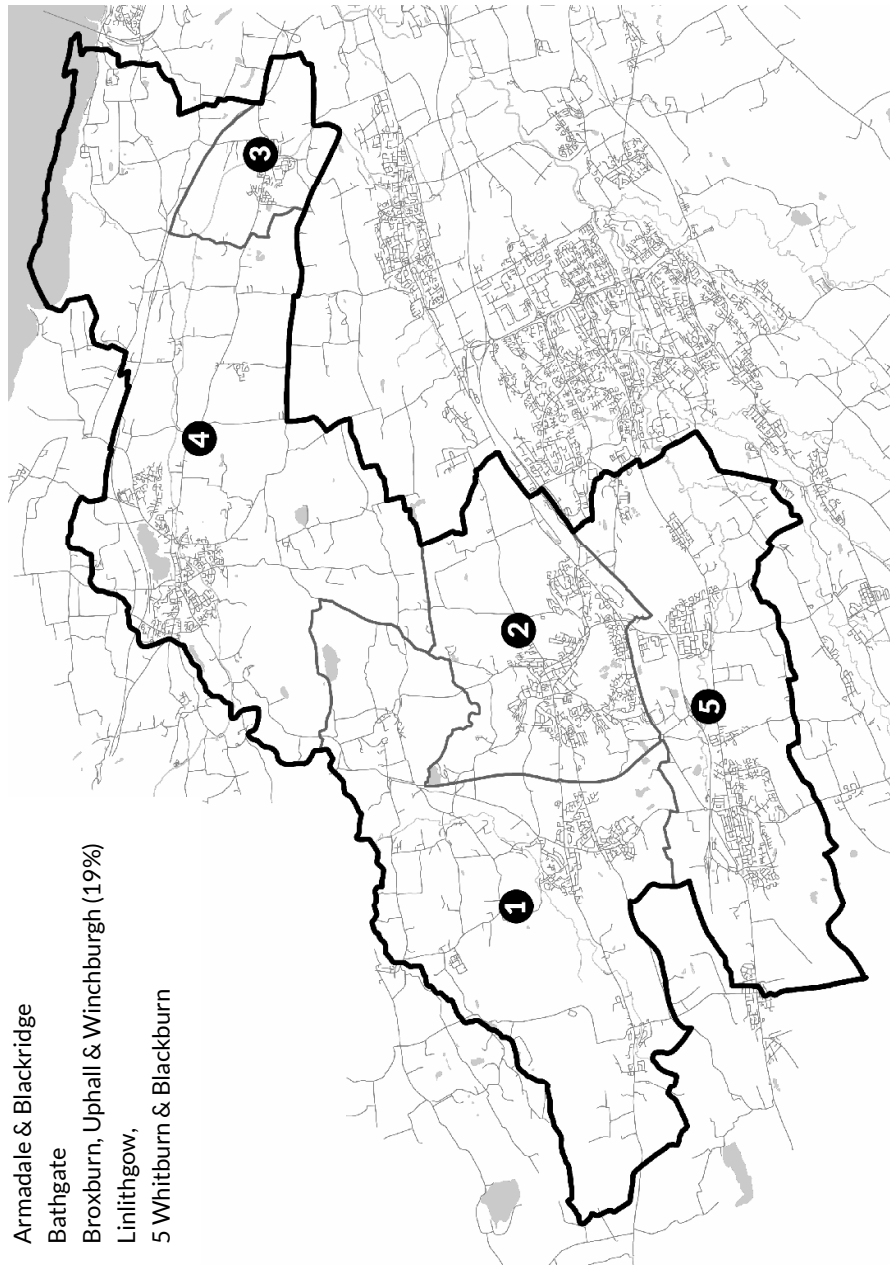 Armadale & Blackridge
Bathgate
Broxburn, Uphall & Winchburgh (19%)
Linlithgow,
5 Whitburn & Blackburn
1
2
3
4
5